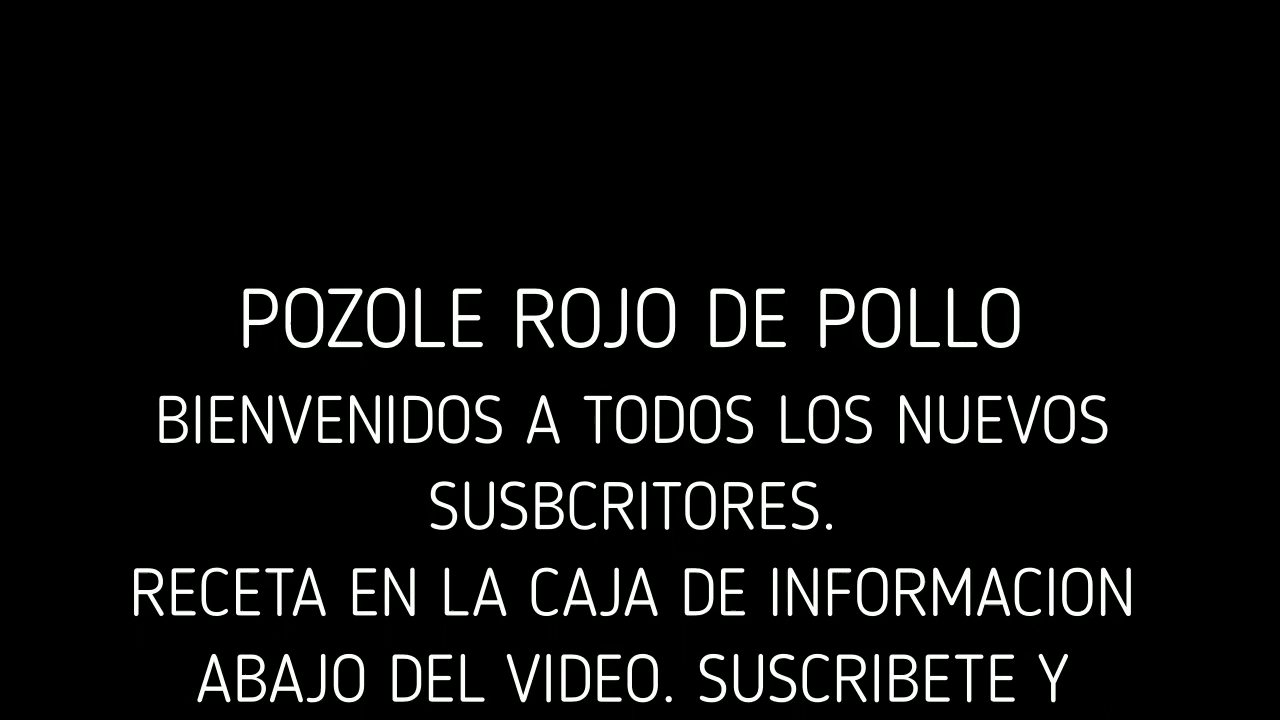 POZOLE ROJO DE POLLO
BIENVENIDOS A TODOS LOS NUEVOS
SUSBCRITORES.
RECETA EN LA CAJA DE INFORMACION
ABAJO DEL VIDEO. SUSCRIBETE Y